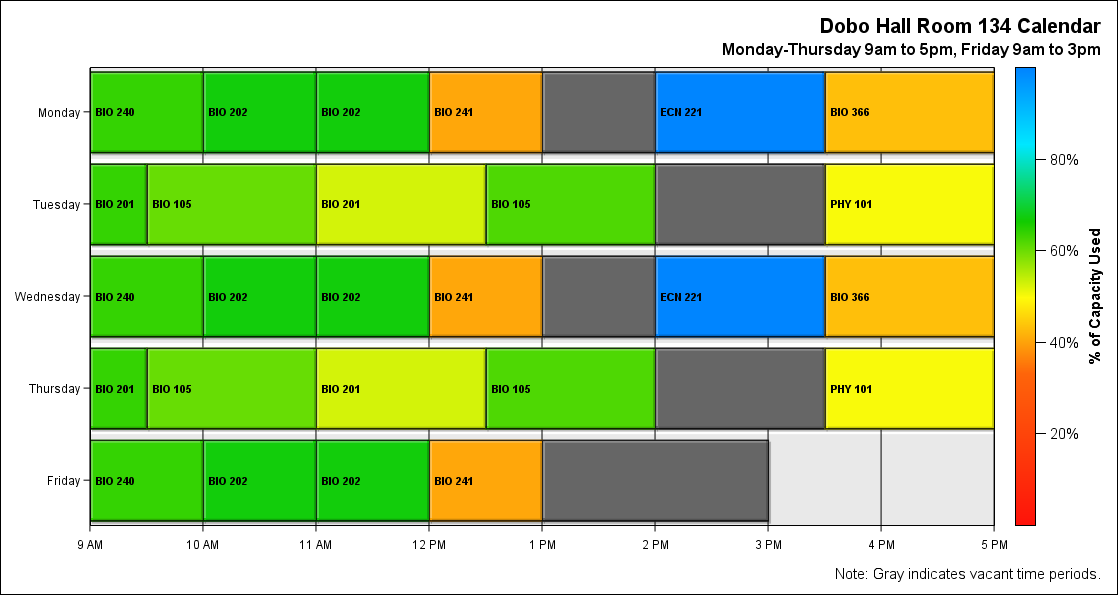 Dobo Hall Room 134 Calendar
Monday-Thursday 9am to 5pm, Friday 9am to 3pm
Monday
BIO 240
BIO 202
BIO 202
BIO 241
ECN 221
BIO 366
Tuesday
BIO 201
BIO 105
BIO 201
BIO 105
PHY 101
Wednesday
BIO 240
BIO 202
BIO 202
BIO 241
ECN 221
BIO 366
Thursday
BIO 201
BIO 105
BIO 201
BIO 105
PHY 101
Friday
BIO 240
BIO 202
BIO 202
BIO 241
9 AM
10 AM
11 AM
12 PM
1 PM
2 PM
3 PM
4 PM
5 PM
80%
60%
40%
20%
% of Capacity Used
Note: Gray indicates vacant time periods.